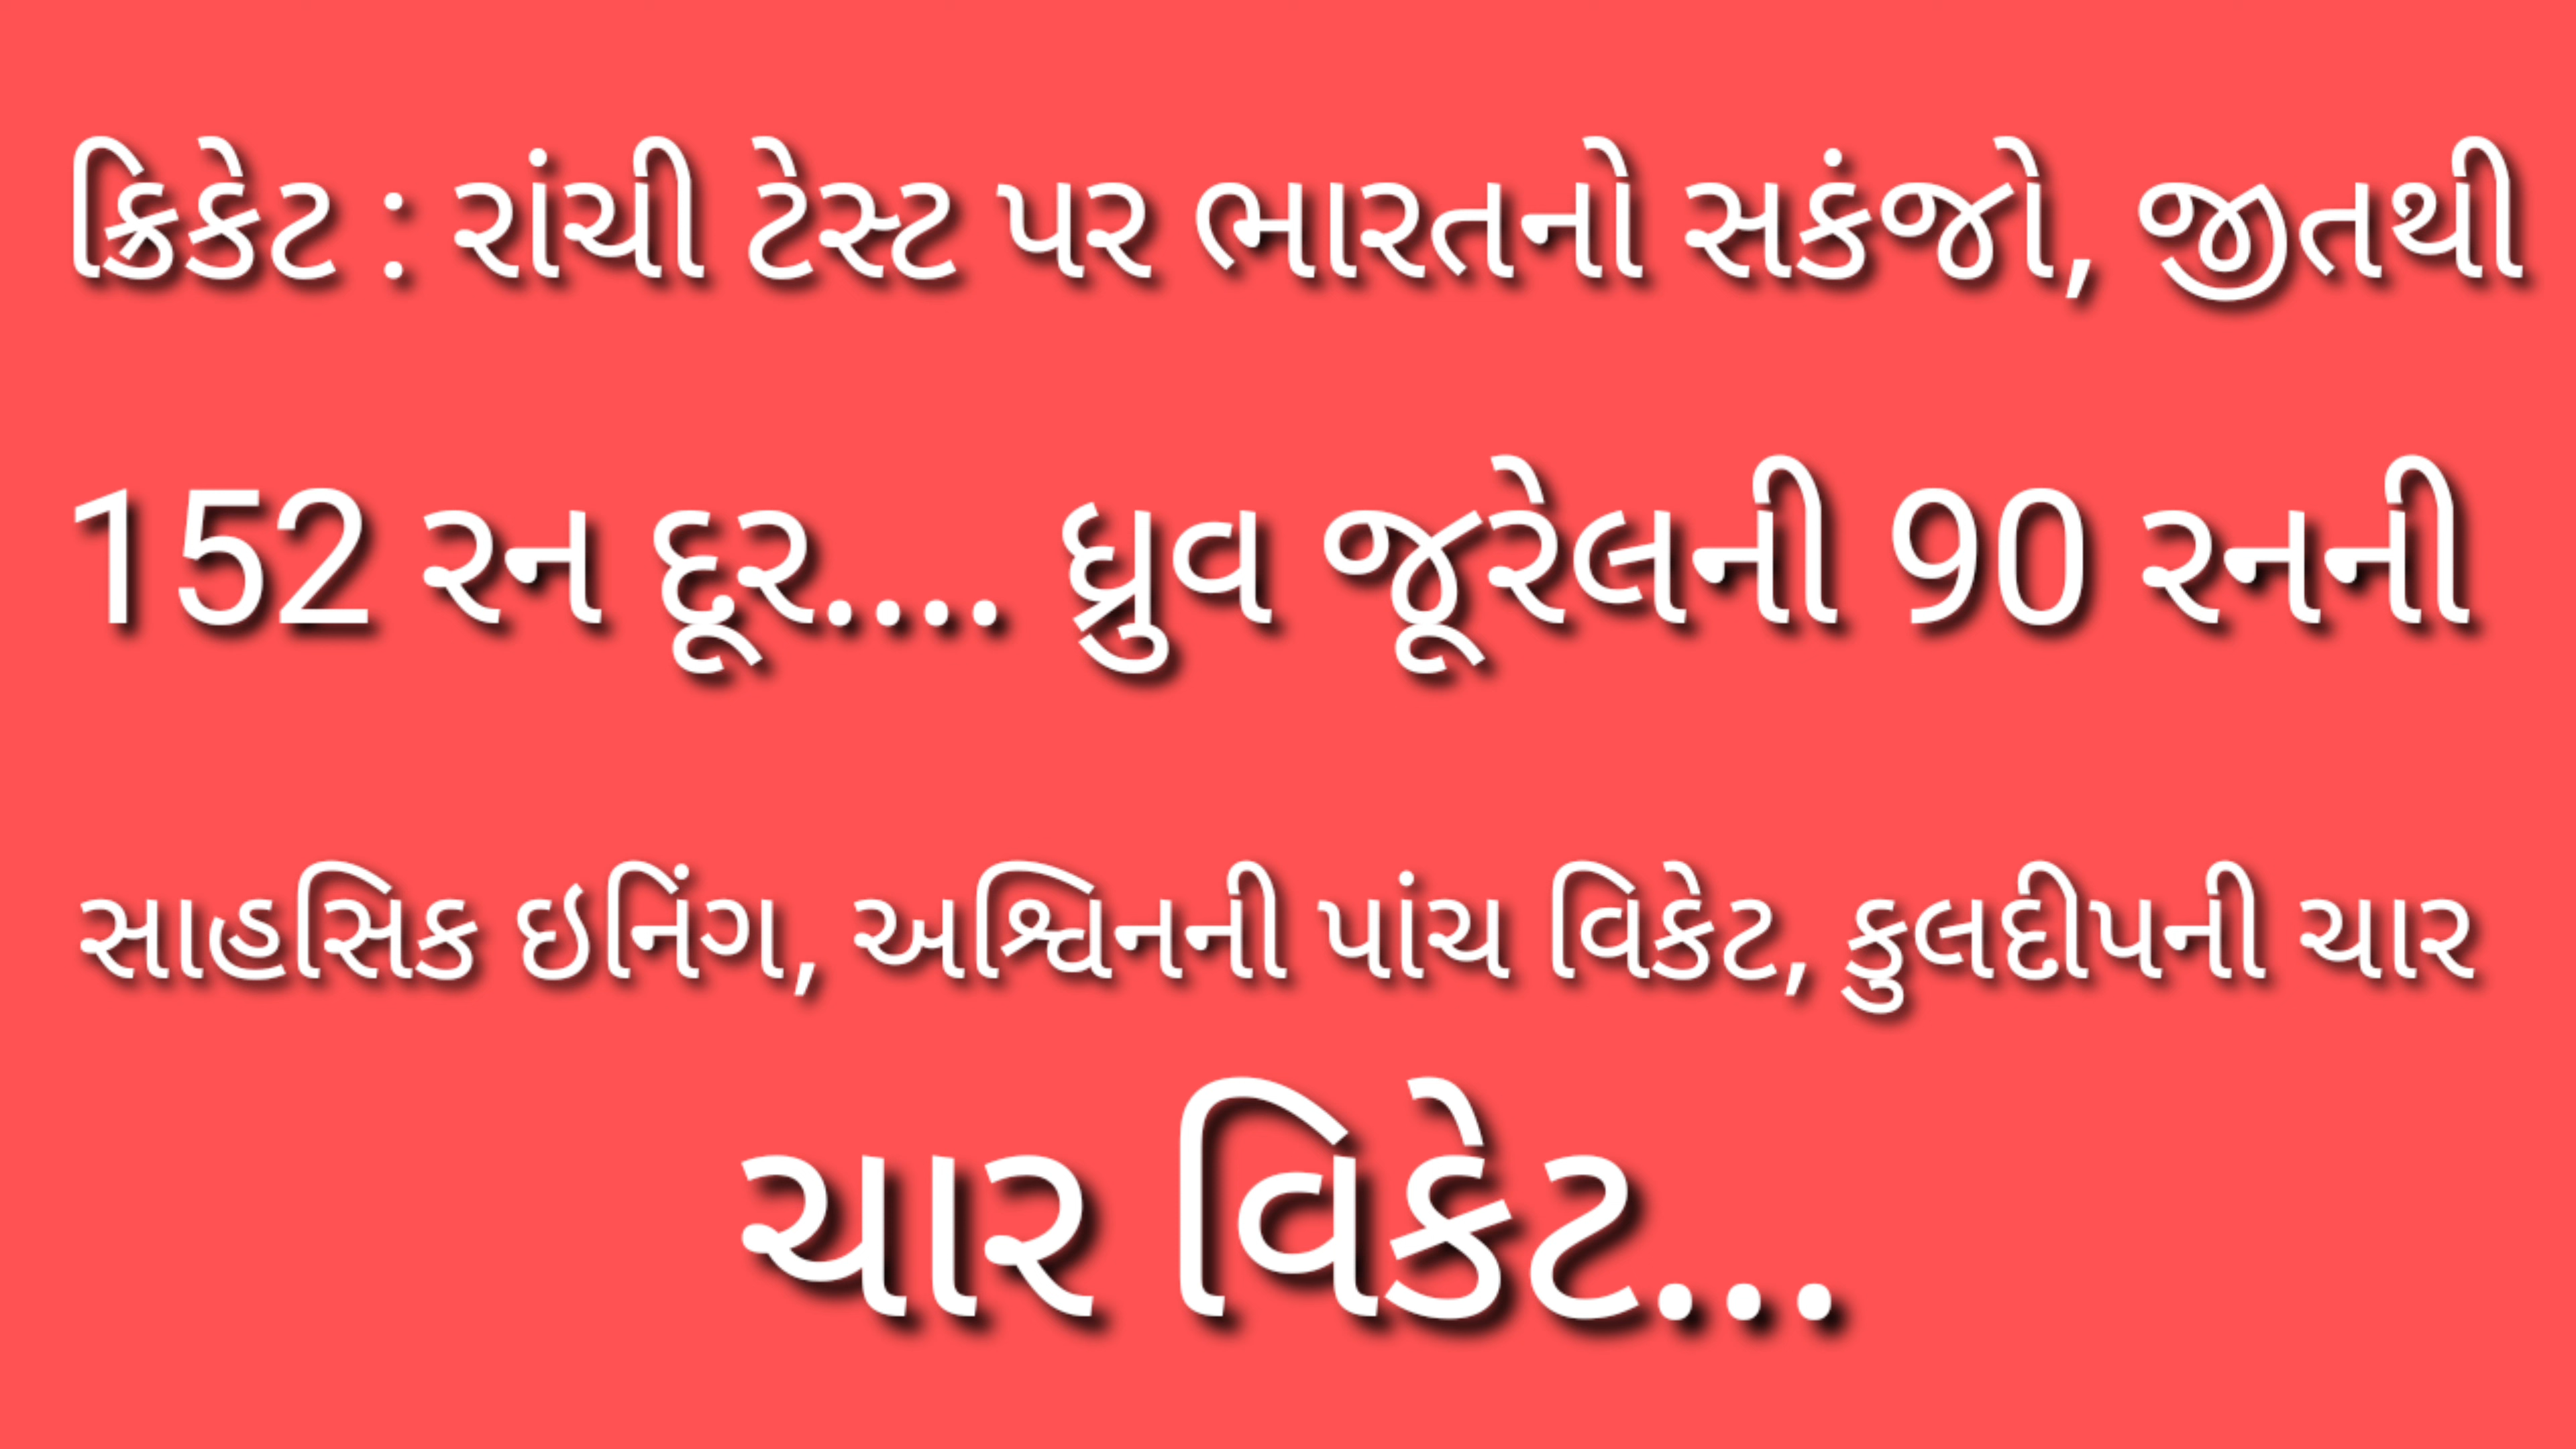 ક્રિકેટ : રાંચી ટેસ્ટ પર ભારતનો સકંજો, જીતથી
152 રન દૂર.... ધ્રુવ જૂરેલની 90 રનની
સાહસિક ઇનિંગ, અશ્વિનની પાંચ વિકેટ, કુલદીપની ચાર
ચાર વિકેટ...